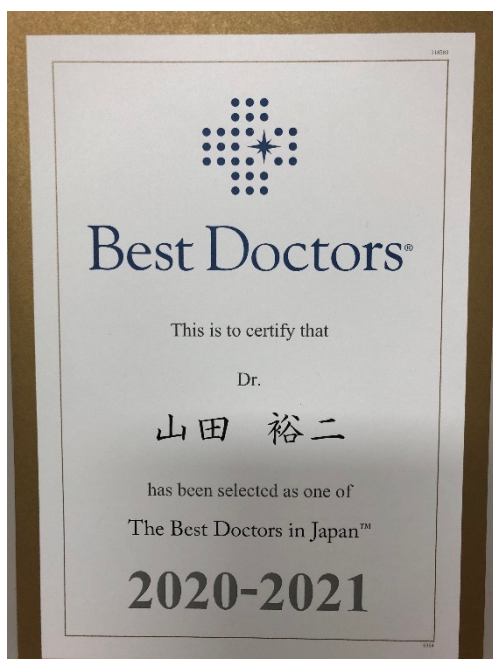 Best Doctors®
This is to certify that
Dr.
山田 裕二
has been selected as one of
The Best Doctors in Japan™
2020-2021